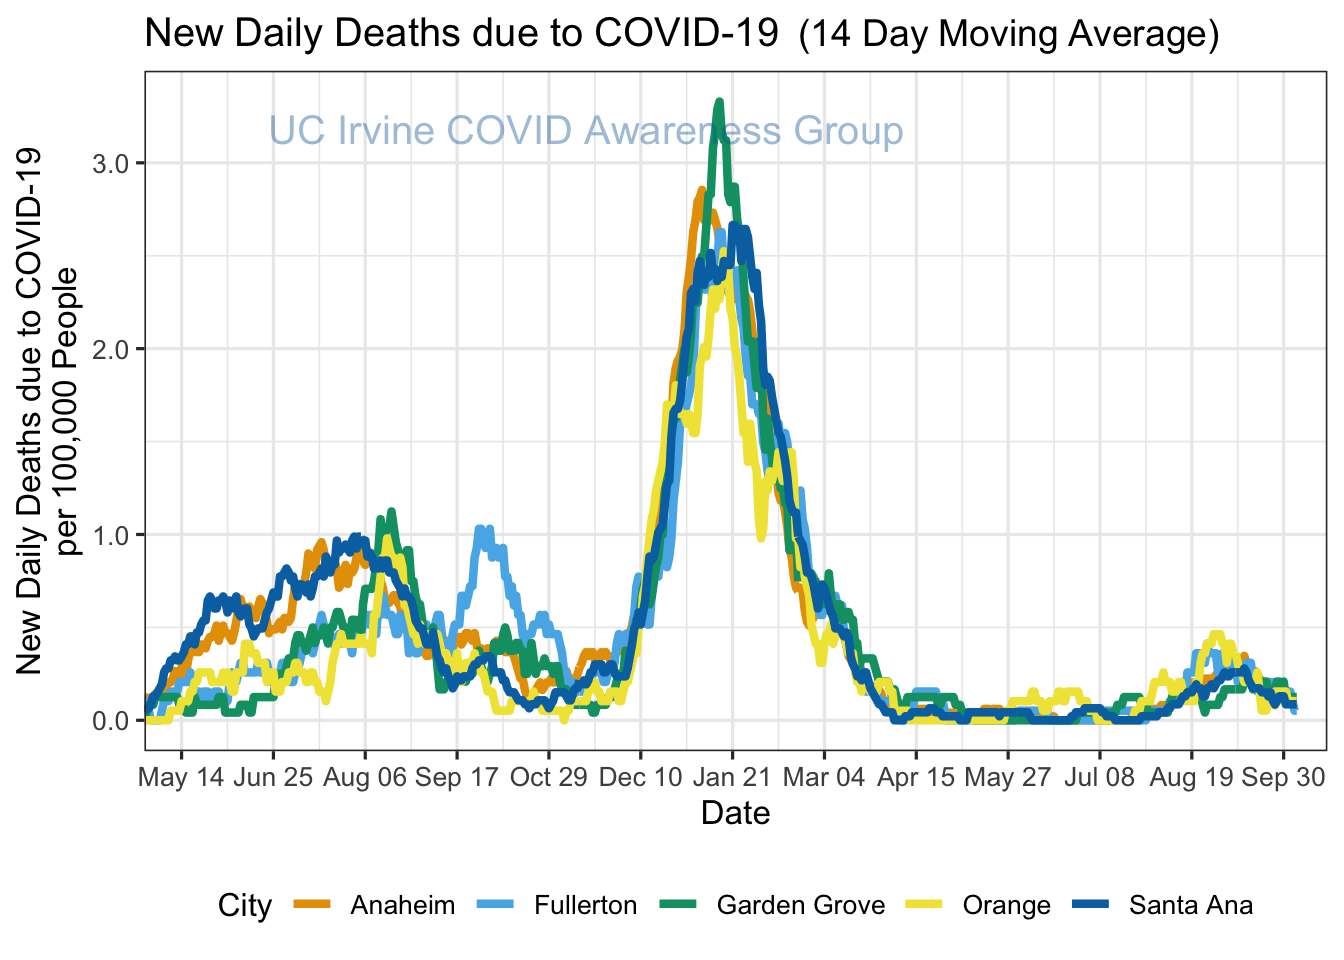 New Daily Deaths due to COVID-19 (14 Day Moving Average)
UC Irvine COVID Awareness Group
New Daily Deaths due to COVID-19
per 100,000 People
3.0
2.0
1.0
0.0
May 14 Jun 25 Aug 06 Sep 17 Oct 29 Dec 10 Jan 21 Mar 04 Apr 15 May 27 Jul 08 Aug 19 Sep 30
Date
City Anaheim Fullerton Garden Grove Orange Santa Ana